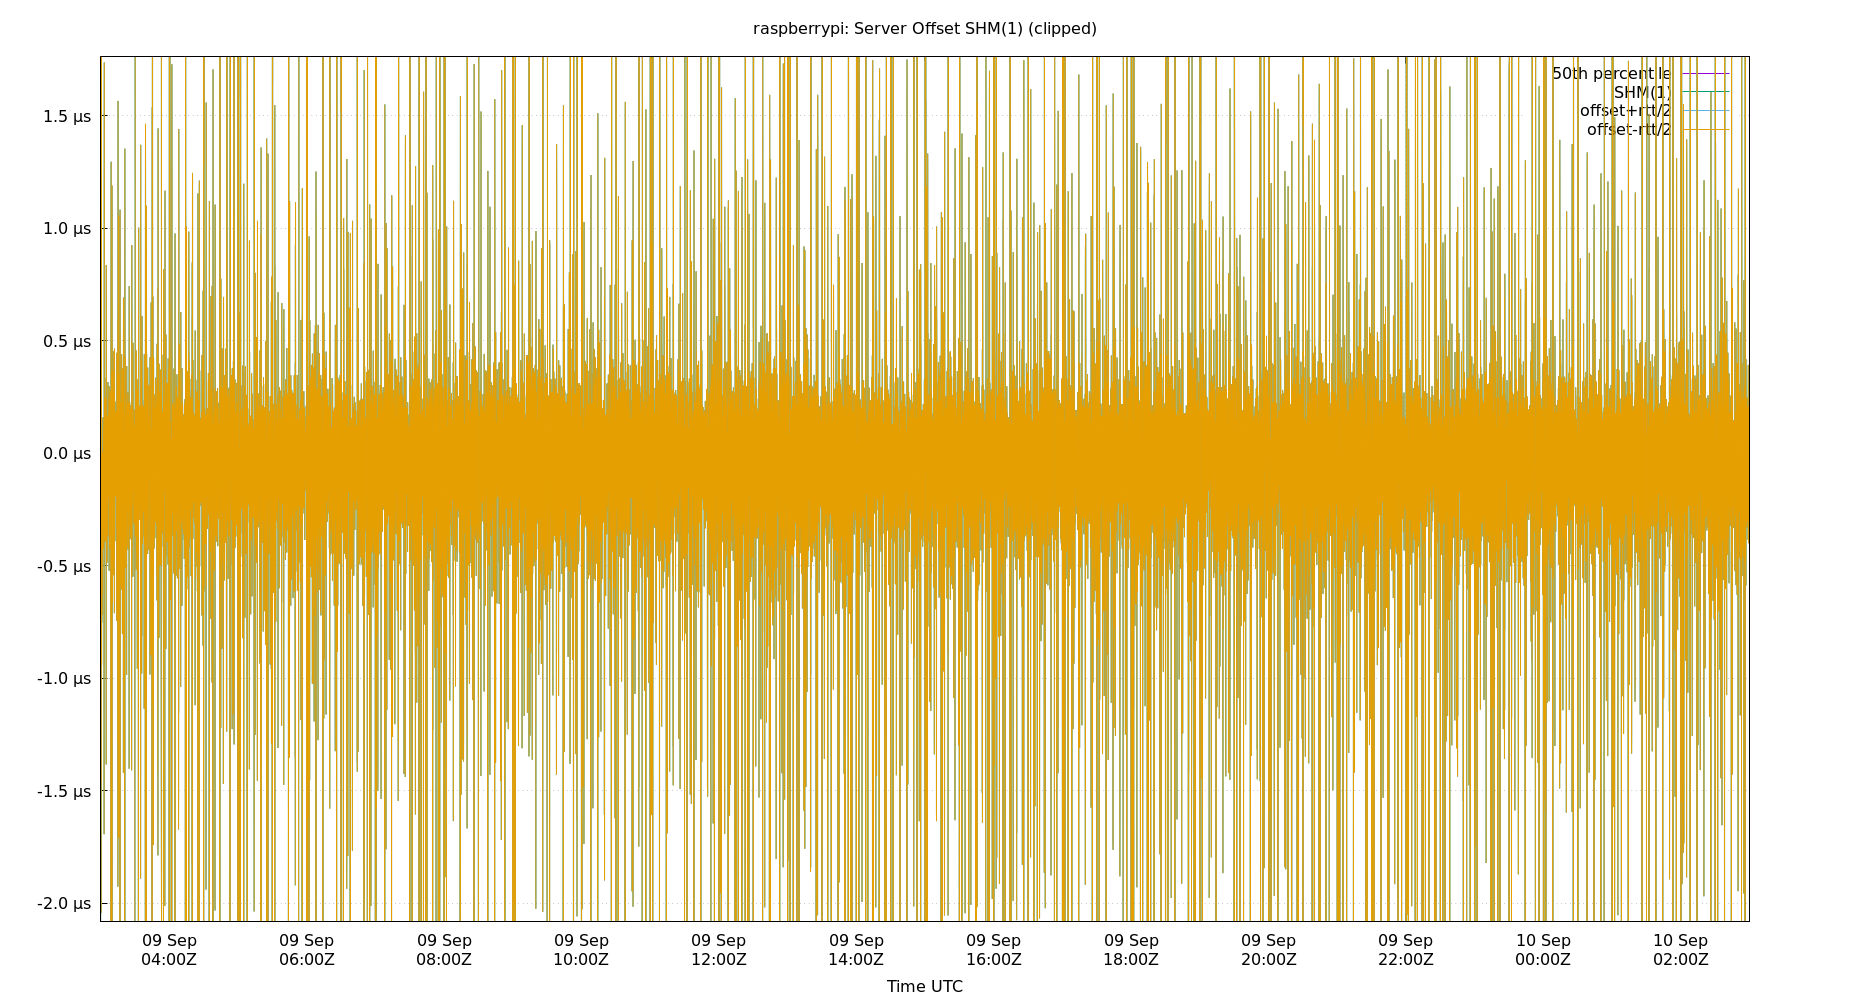 raspberrypi: Server Offset SHM(1) (clipped)
50th percentile
SHM(1)
offset+rtt/2
offset-rtt/2
1.5 µs
1.0 µs
0.5 µs
0.0 µs
-0.5 µs
-1.0 µs
-1.5 µs
-2.0 µs
09 Sep 09 Sep 09 Sep 09 Sep 09 Sep 09 Sep 09 Sep 09 Sep 09 Sep 09 Sep 10 Sep 10 Sep
04:00Z 06:00Z 08:00Z 10:00Z 12:00Z 14:00Z 16:00Z 18:00Z 20:00Z 22:00Z 00:00Z 02:00Z
Time UTC